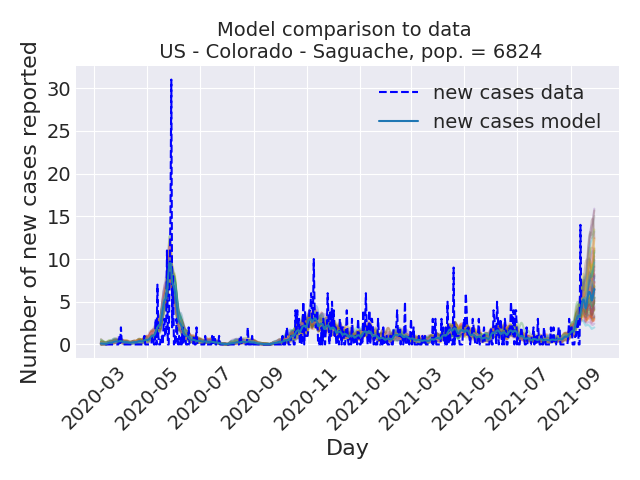 Model comparison to data
US - Colorado - Saguache, pop. = 6824
Number of new cases reported
30
25
20
15
10
5
0
new cases data
new cases model
2020-03
2020-05
2020-07
2020-09
2020-11
2021-01
2021-03
2021-05
2021-07
2021-09
Day